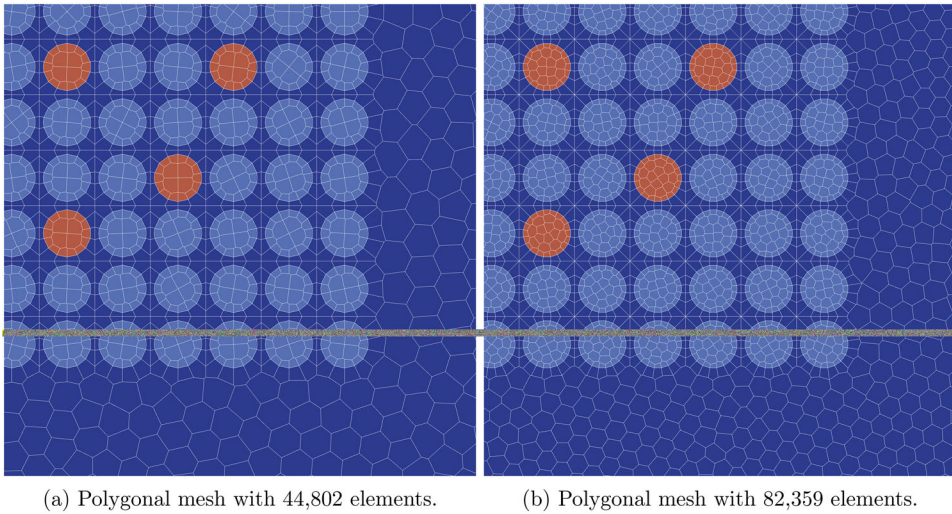 (a) Polygonal mesh with 44,802 elements.
(b) Polygonal mesh with 82,359 elements.